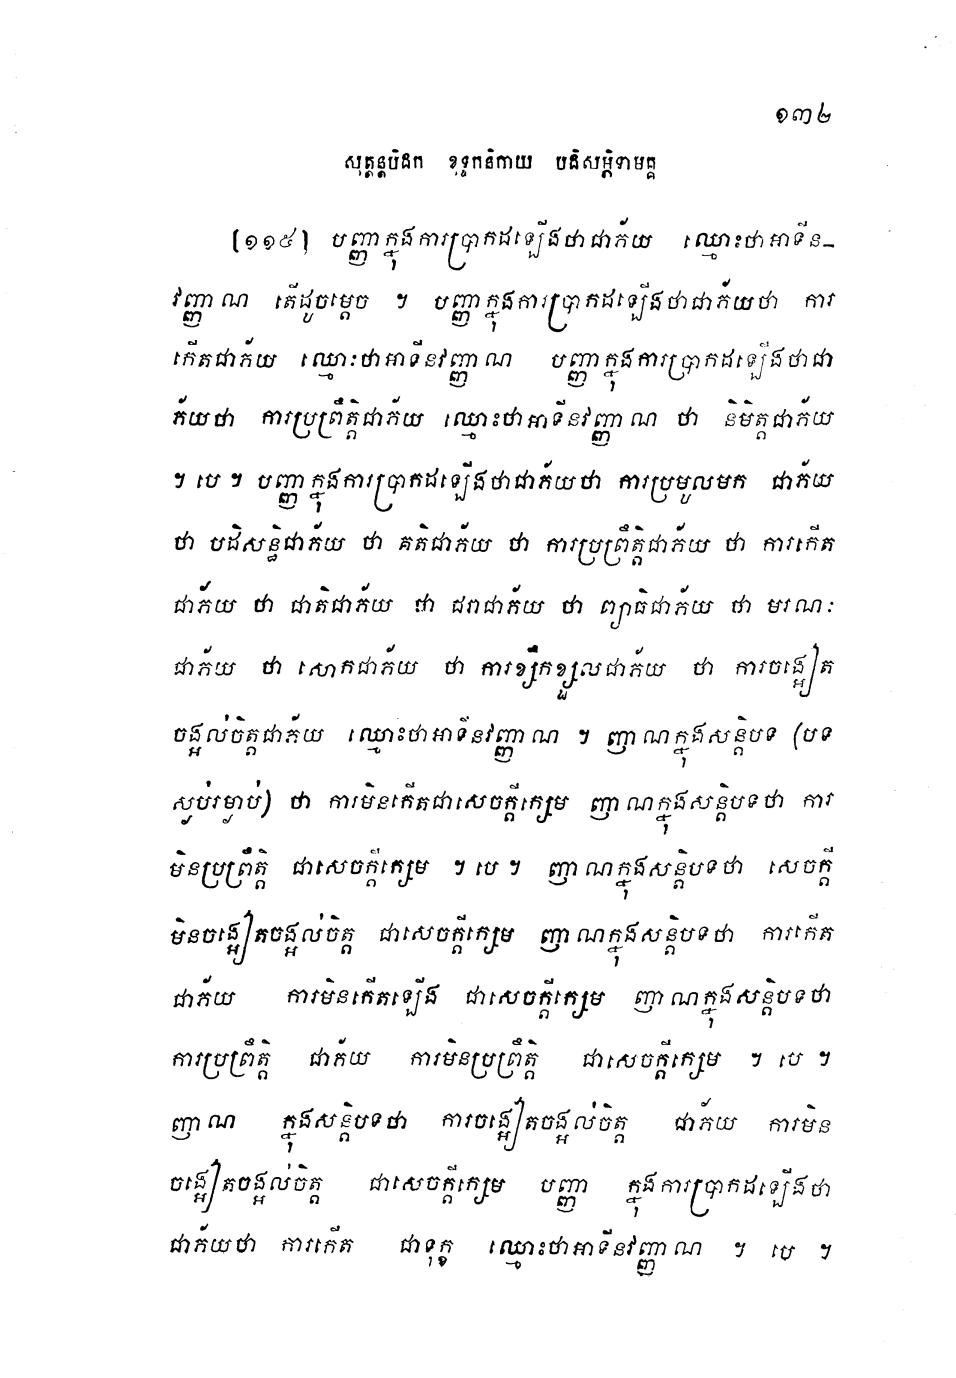 ១៣២
សុត្តន្តបិដក ខុទ្ទកនិកាយ បដិសម្ភិទាមគ្គ
[១១៥] បញ្ញាក្នុងការប្រាកដឡើងថាជាភ័យ ឈ្មោះថាអាទីន-
វញ្ញាណ តើដូចម្តេច ។ បញ្ញាក្នុងការប្រាកដឡើងថាជាភ័យថា ការ
កើតជាភ័យ ឈ្មោះថាអាទីនវញ្ញាណ បញ្ញាក្នុងការប្រាកដឡើងថាជា
ភ័យថា ការប្រព្រឹត្តិជាភ័យ ឈ្មោះថាអាទីនវញ្ញាណ ថា និមិត្តជាភ័យ
។ បេ ។ បញ្ញាក្នុងការប្រាកដឡើងថាជាភ័យថា ការប្រមូលមក ជាភ័យ
ថា បដិសន្ធិជាភ័យ ថា គតិជាភ័យ ថា ការប្រព្រឹត្តិជាភ័យ ថា ការកើត
ជាភ័យ ថា ជាតិជាភ័យ ថា ជរាជាភ័យ ថា ព្យាធិជាភ័យ ថា មរណៈ
ជាភ័យ ថា សោកជាភ័យ ថា ការខ្សឹកខ្សួលជាភ័យ ថា ការចង្អៀត
ចង្អល់ចិត្តជាភ័យ ឈ្មោះថាអាទីនវញ្ញាណ ។ ញាណក្នុងសន្តិបទ (បទ
ស្ងប់រម្ងាប់) ថា ការមិនកើតជាសេចក្តីក្សេម ញាណក្នុងសន្តិបទថា ការ
មិនប្រព្រឹត្តិ ជាសេចក្តីក្សេម ។ បេ ។ ញាណក្នុងសន្តិបទថា សេចក្តី
មិនចង្អៀតចង្អល់ចិត្ត ជាសេចក្តីក្សេម ញាណក្នុងសន្តិបទថា ការកើត
ជាភ័យ ការមិនកើតឡើង ជាសេចក្តីក្សេម ញាណក្នុងសន្តិបទថា
ការប្រព្រឹត្តិ ជាភ័យ ការមិនប្រព្រឹត្តិ ជាសេចក្តីក្សេម ។ បេ ។
ញាណ ក្នុងសន្តិបទថា ការចង្អៀតចង្អល់ចិត្ត ជាភ័យ ការមិន
ចង្អៀតចង្អល់ចិត្ត ជាសេចក្តីក្សេម បញ្ញា ក្នុងការប្រាកដឡើងថា
ជាភ័យថា ការកើត ជាទុក្ខ ឈ្មោះថាអាទីនវញ្ញាណ ។ បេ ។